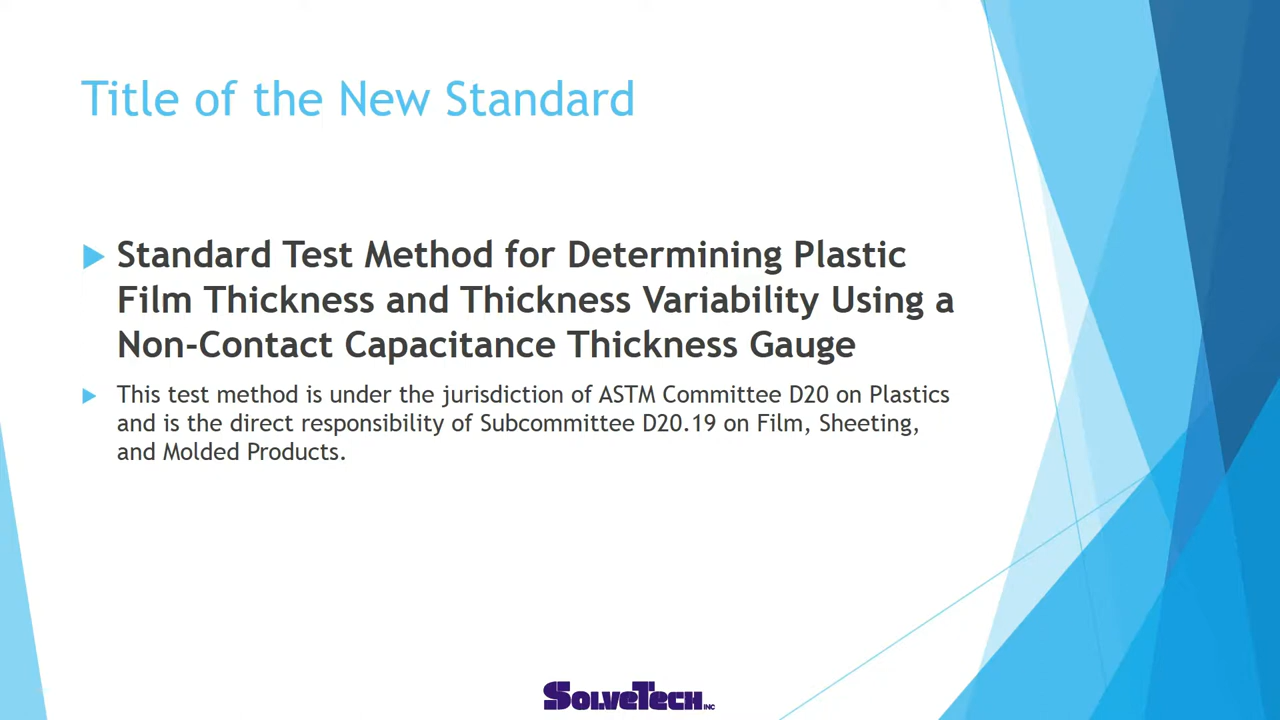 Title of the New Standard
Standard Test Method for Determining Plastic
Film Thickness and Thickness Variability Using a
Non-Contact Capacitance Thickness Gauge
This test method is under the jurisdiction of ASTM Committee D20 on Plastics
and is the direct responsibility of Subcommittee D20.19 on Film, Sheeting,
and Molded Products.
SolveTech INC